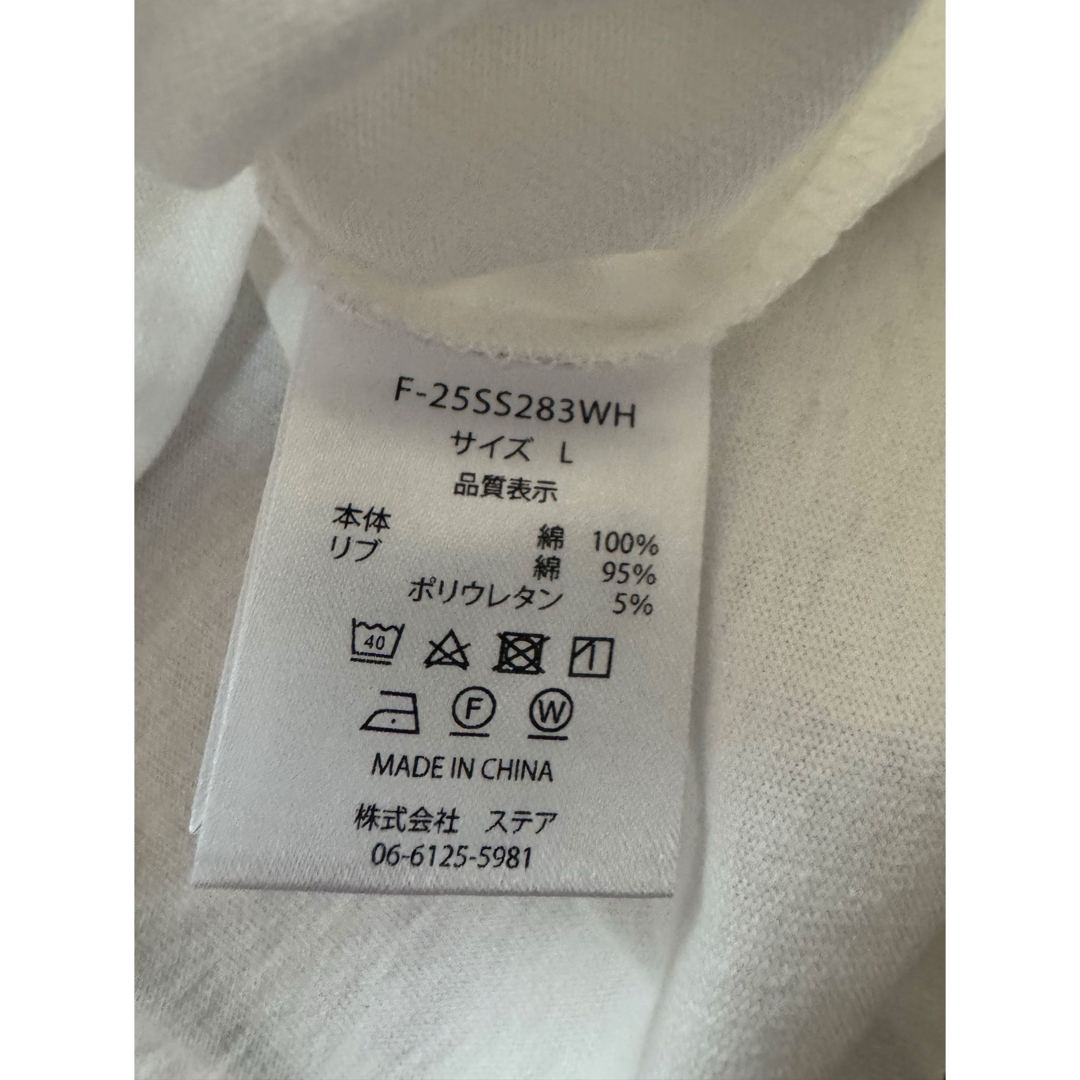 F-25SS283WH
サイズ L
品質表示
本体 綿 100%
リブ 綿 95%
ポリウレタン 5%
40
F W
MADE IN CHINA
株式会社 ステア
06-6125-5981